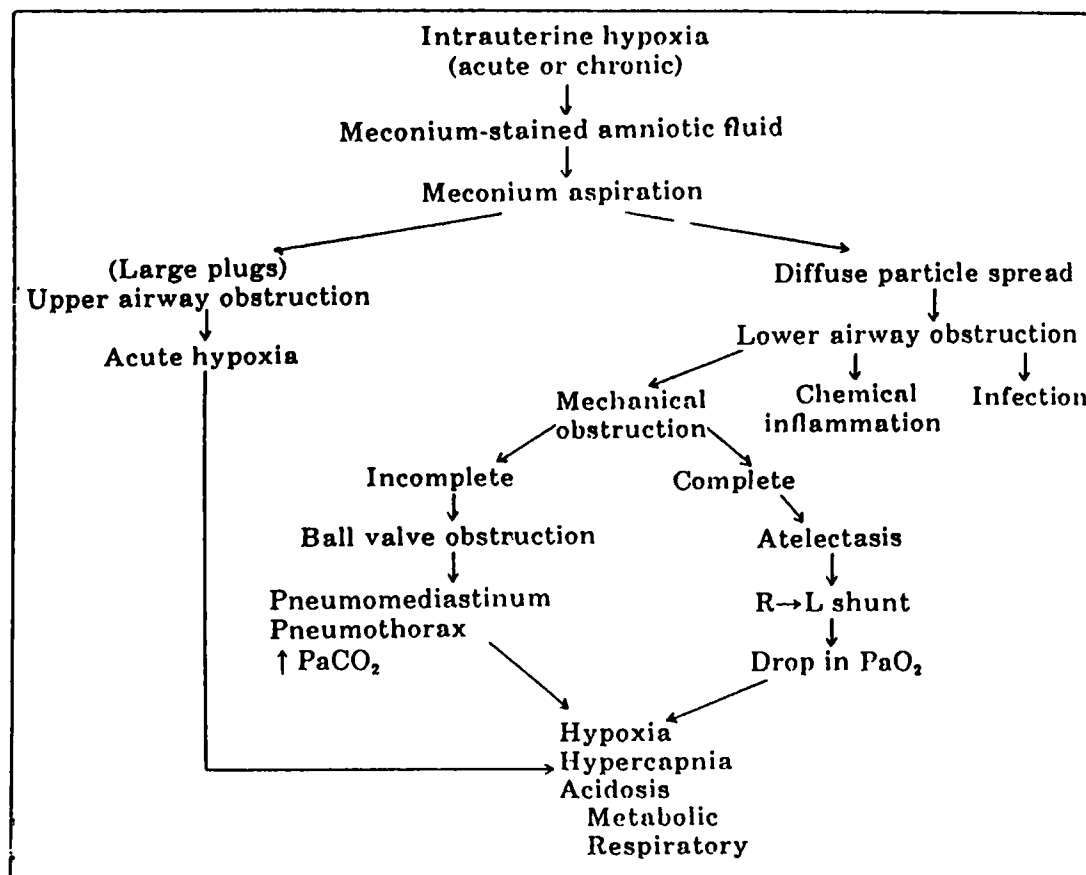 Intrauterine hypoxia
(acute or chronic)
Meconium-stained amniotic fluid
Meconium aspiration
(Large plugs)
Upper airway obstruction
Acute hypoxia
Diffuse particle spread
Lower airway obstruction
Mechanical
obstruction
Chemical
inflammation
Infection
Incomplete
Complete
Ball valve obstruction
Atelectasis
Pneumomediastinum
Pneumothorax
↑ PaCO₂
R→L shunt
Drop in PaO₂
Hypoxia
Hypercapnia
Acidosis
Metabolic
Respiratory